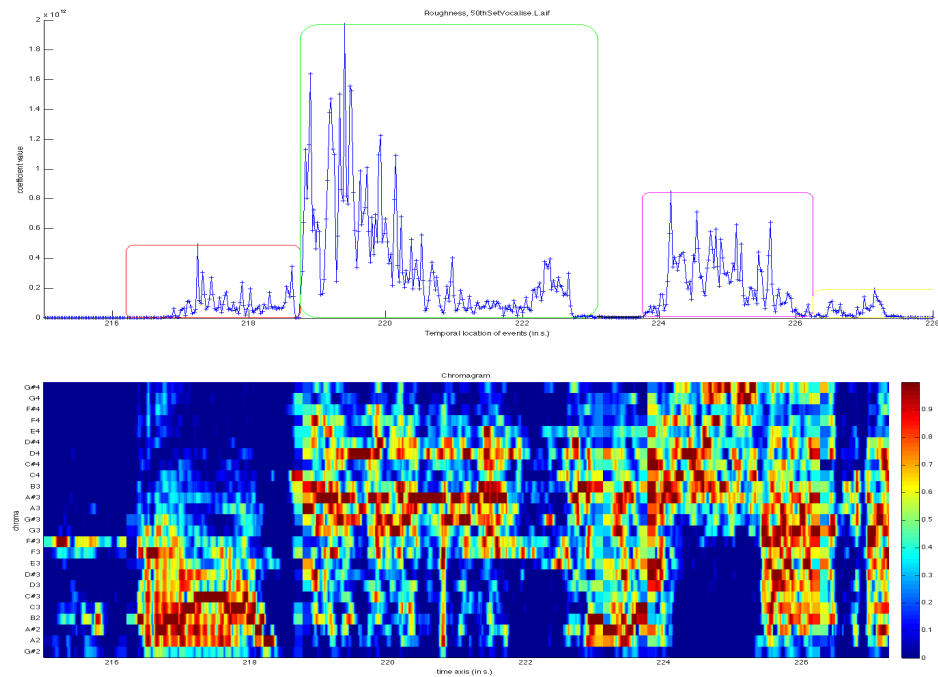 Roughness, 50thSetVocalise.L.aif
x 10^12
2
1.8
1.6
1.4
1.2
1
0.8
0.6
0.4
0.2
0
coefficient value
216
218
220
222
224
226
228
Temporal location of events (in s.)
Chromagram
G#4
G4
F#4
F4
E4
D#4
D4
C#4
C4
B3
A#3
A3
G#3
G3
F#3
F3
E3
D#3
D3
C#3
C3
B2
A#2
A2
G#2
chroma
216
218
220
222
224
226
time axis (in s.)
0.9
0.8
0.7
0.6
0.5
0.4
0.3
0.2
0.1
0